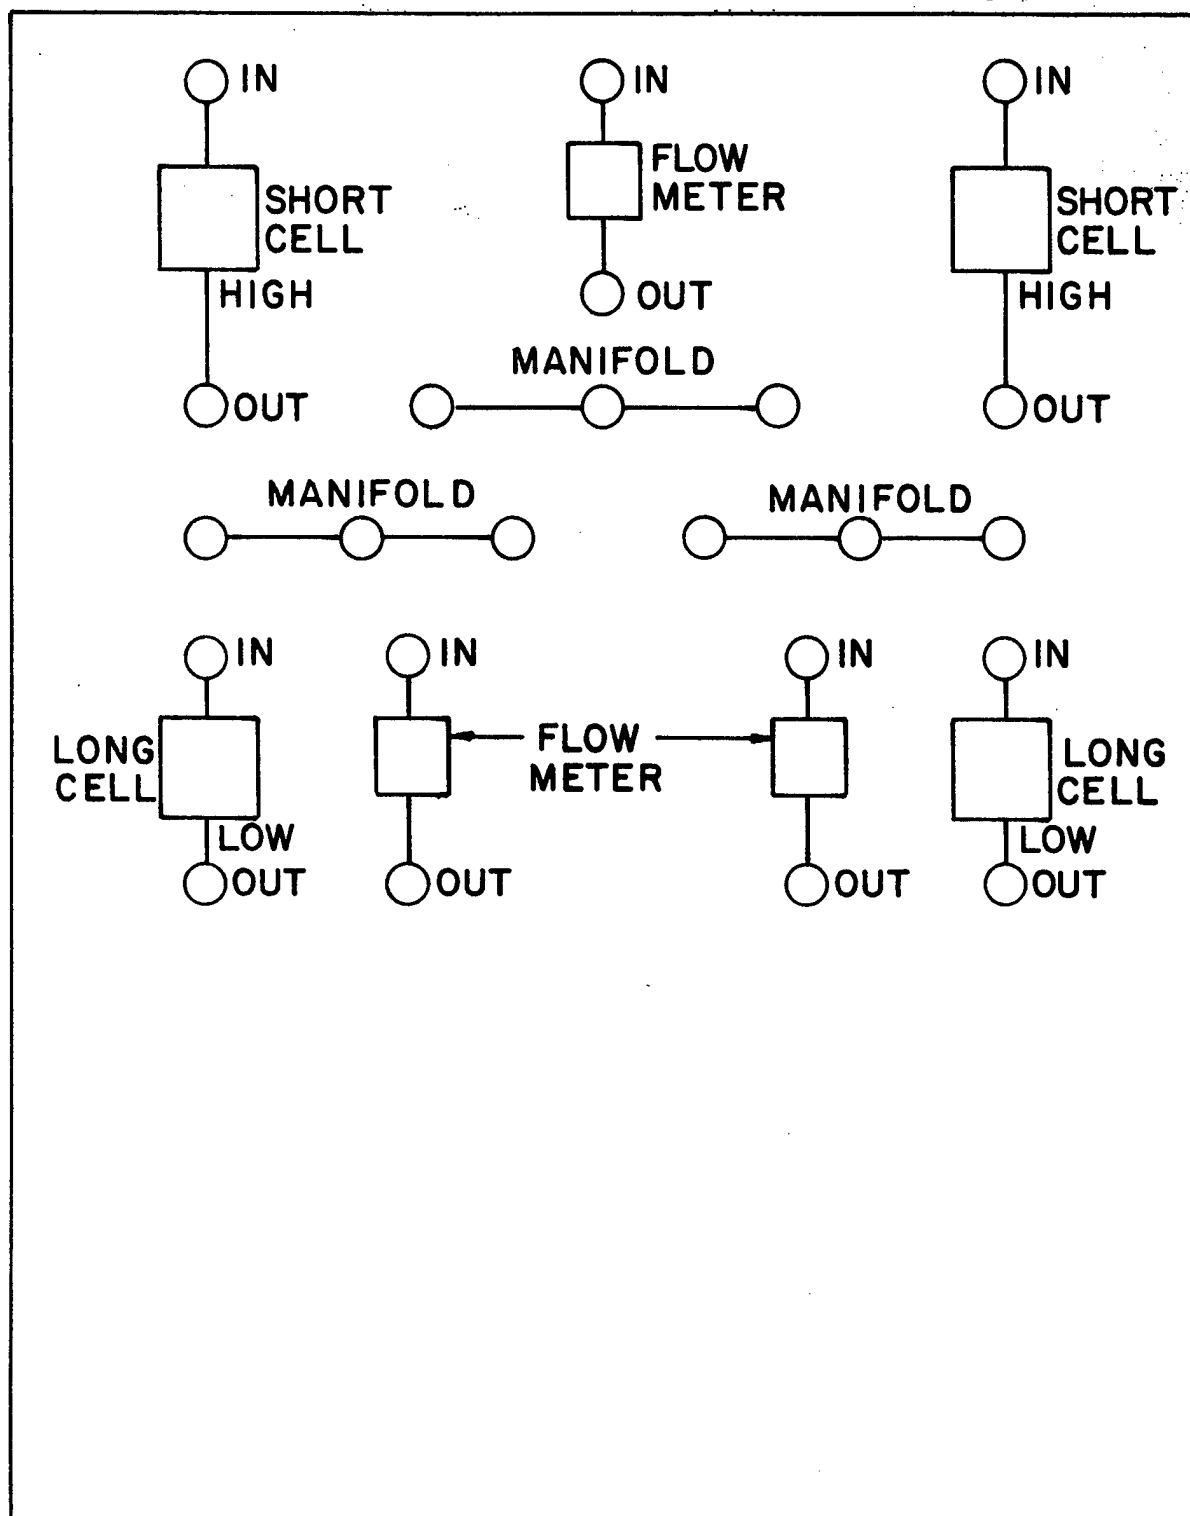 IN
SHORT
CELL
HIGH
OUT
IN
FLOW
METER
OUT
IN
SHORT
CELL
HIGH
OUT
MANIFOLD
MANIFOLD
MANIFOLD
IN
LONG
CELL
LOW
OUT
IN
OUT
FLOW
METER
IN
OUT
IN
LONG
CELL
LOW
OUT